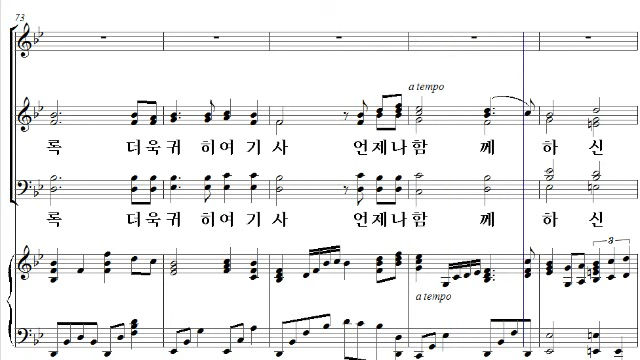 73
a tempo
록 더욱귀 히여 기 사 언제나함 께 하 신
록 더욱귀 히여 기 사 언제나함 께 하 신
3
a tempo